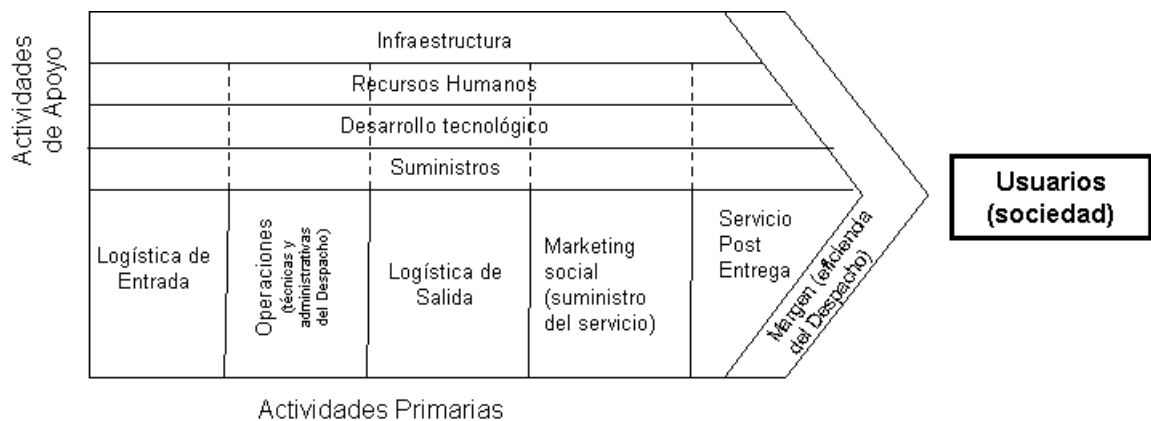 Actividades
de Apoyo
Infraestructura
Recursos Humanos
Desarrollo tecnológico
Suministros
Logística de
Entrada
Operaciones
(técnicas y
administrativas
del Despacho)
Logística de
Salida
Marketing
social
(suministro
del servicio)
Servicio
Post
Entrega
Margen (eficienda
del Despacho)
Usuarios
(sociedad)
Actividades Primarias